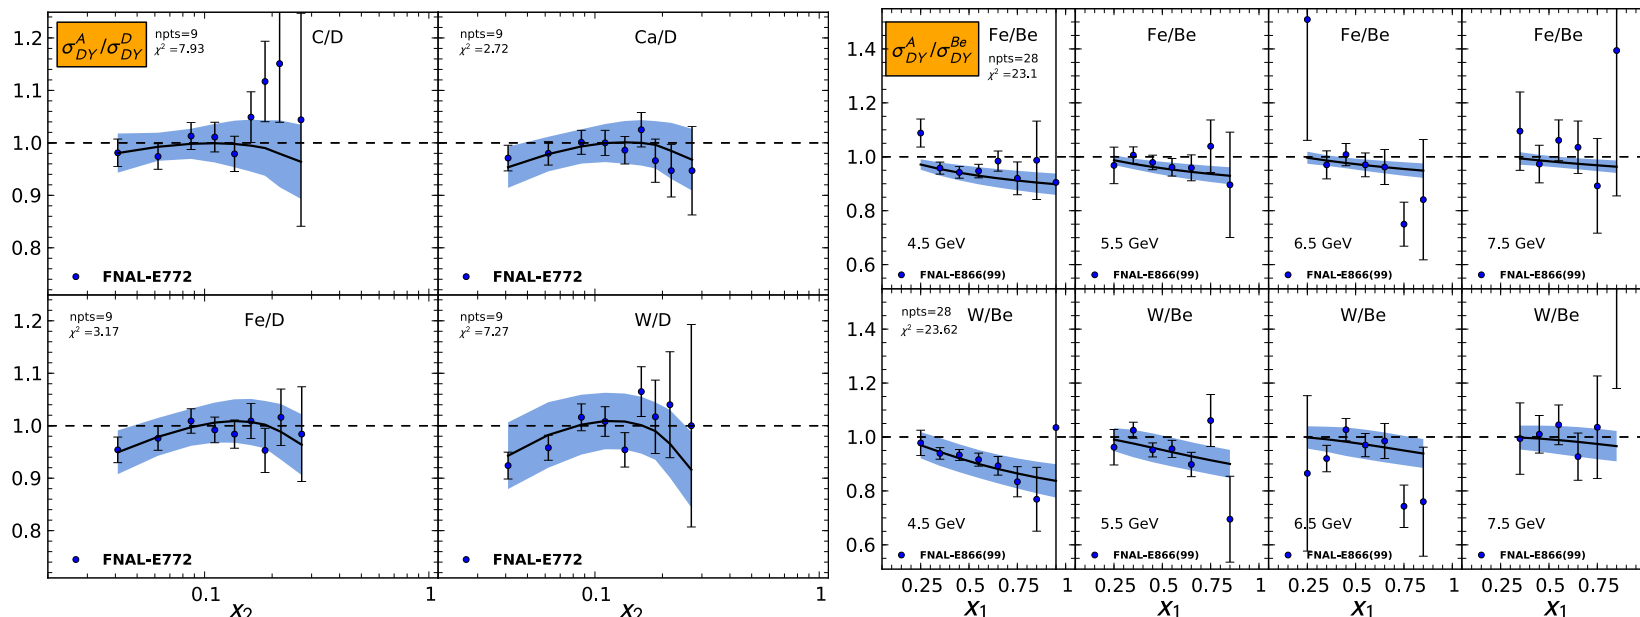 σ_DY^A/σ_DY^D
npts=9
χ² =7.93
C/D
npts=9
χ² =2.72
Ca/D
1.2
1.1
1.0
0.9
0.8
FNAL-E772
FNAL-E772
npts=9
χ² =3.17
Fe/D
npts=9
χ² =7.27
W/D
1.2
1.1
1.0
0.9
0.8
FNAL-E772
FNAL-E772
0.1
1
0.1
1
x₂
x₂
σ_DY^A/σ_DY^Be
Fe/Be
Fe/Be
Fe/Be
Fe/Be
npts=28
χ² =23.1
1.4
1.2
1.0
0.8
0.6
4.5 GeV
5.5 GeV
6.5 GeV
7.5 GeV
FNAL-E866(99)
FNAL-E866(99)
FNAL-E866(99)
FNAL-E866(99)
npts=28
χ² =23.62
W/Be
W/Be
W/Be
W/Be
1.4
1.2
1.0
0.8
0.6
4.5 GeV
5.5 GeV
6.5 GeV
7.5 GeV
FNAL-E866(99)
FNAL-E866(99)
FNAL-E866(99)
FNAL-E866(99)
0.25 0.5 0.75 1
0.25 0.5 0.75 1
0.25 0.5 0.75 1
0.25 0.5 0.75 1
x₁
x₁
x₁
x₁